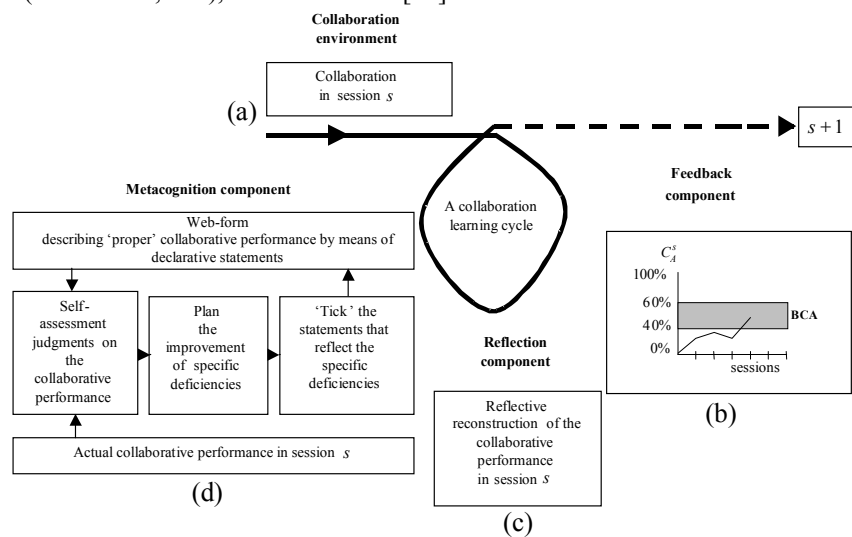 Collaboration
environment
Collaboration
in session s
(a)
s + 1
Feedback
component
Metacognition component
A collaboration
learning cycle
Web-form
describing ‘proper’ collaborative performance by means of
declarative statements
C_A^s
100%
60%
40%
0%
BCA
sessions
(b)
Self-
assessment
judgments on
the
collaborative
performance
Plan
the
improvement
of specific
deficiencies
‘Tick’ the
statements that
reflect the
specific
deficiencies
Reflection
component
Reflective
reconstruction of the
collaborative
performance
in session s
(c)
Actual collaborative performance in session s
(d)